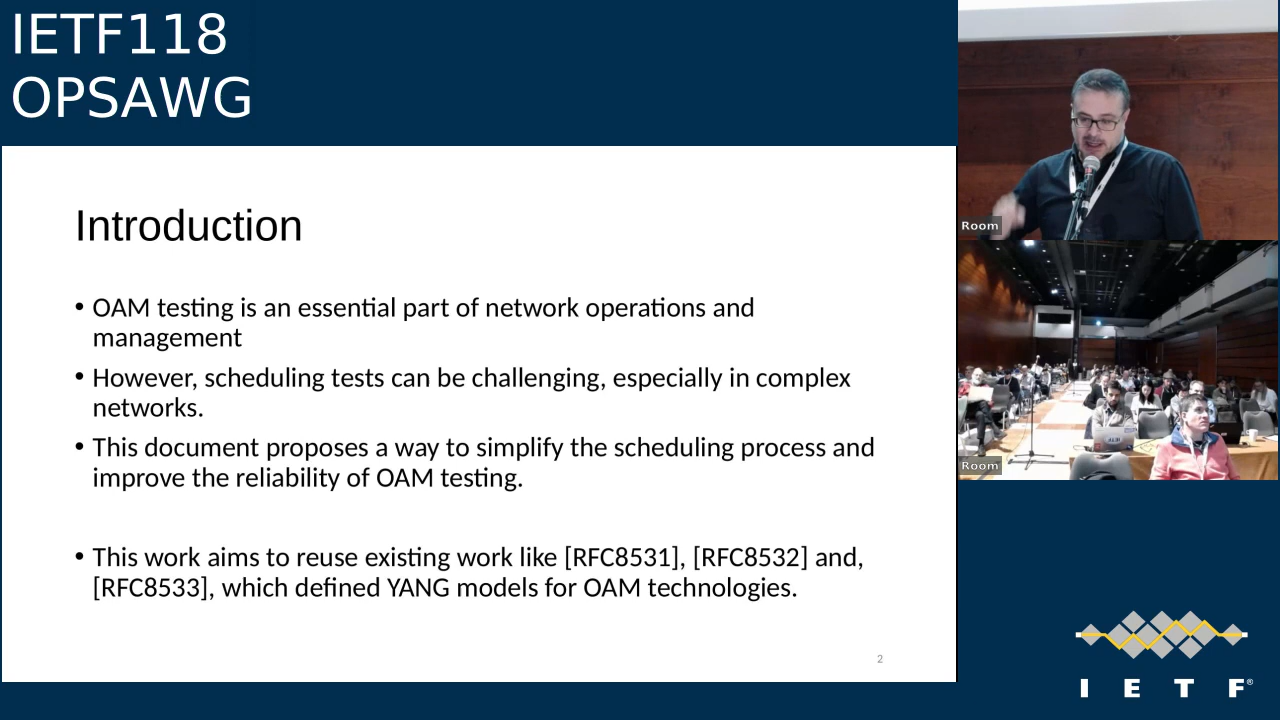 IETF118
OPSAWG
Introduction
• OAM testing is an essential part of network operations and
management
• However, scheduling tests can be challenging, especially in complex
networks.
• This document proposes a way to simplify the scheduling process and
improve the reliability of OAM testing.
• This work aims to reuse existing work like [RFC8531], [RFC8532] and,
[RFC8533], which defined YANG models for OAM technologies.
2
Room
Room
I E T F®